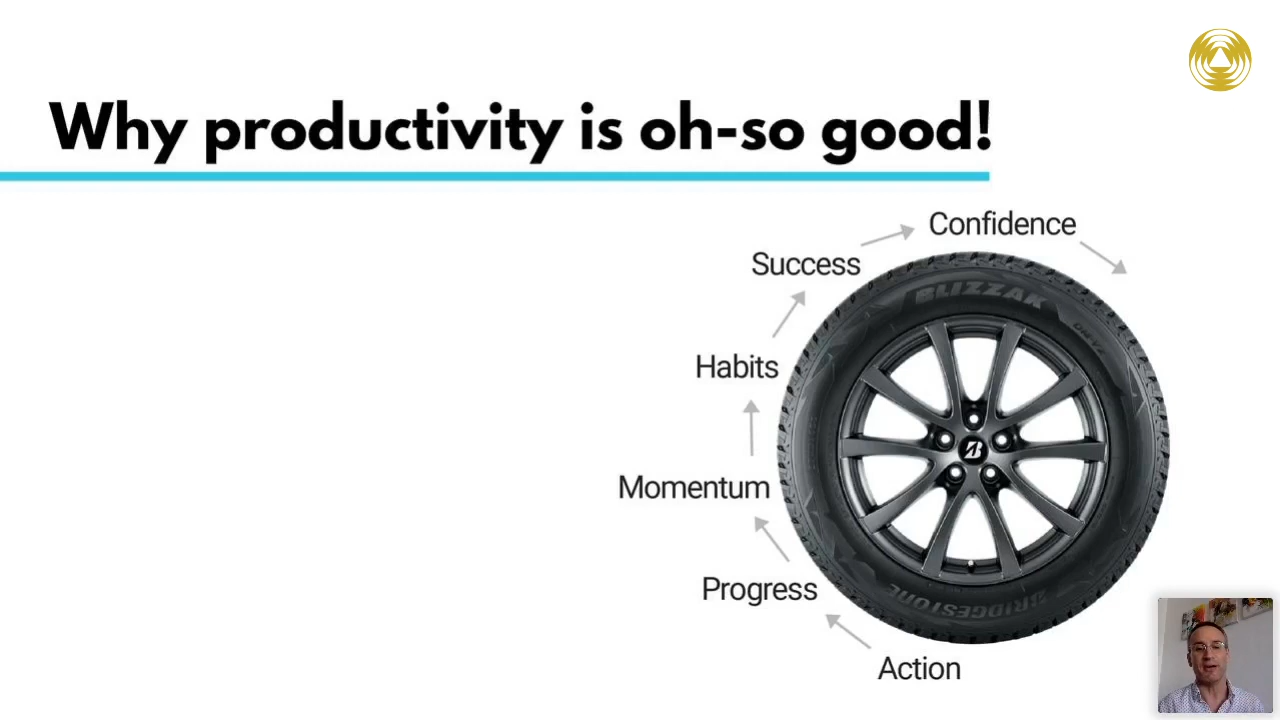 Why productivity is oh-so good!
Confidence
Success
BLIZZAK
Habits
Momentum
Progress
BRIDGESTONE
Action